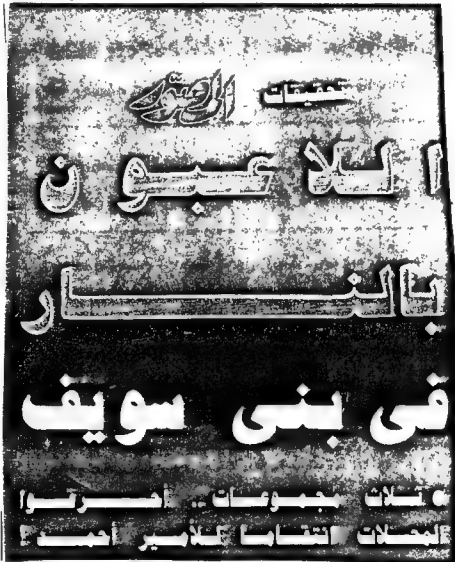 تحقيقات المصور
اللاعبون
بالنار
فى بنى سويف
• ثلاث مجموعات .. أحرقوا
المحلات انتقاما للأمير أحمد !